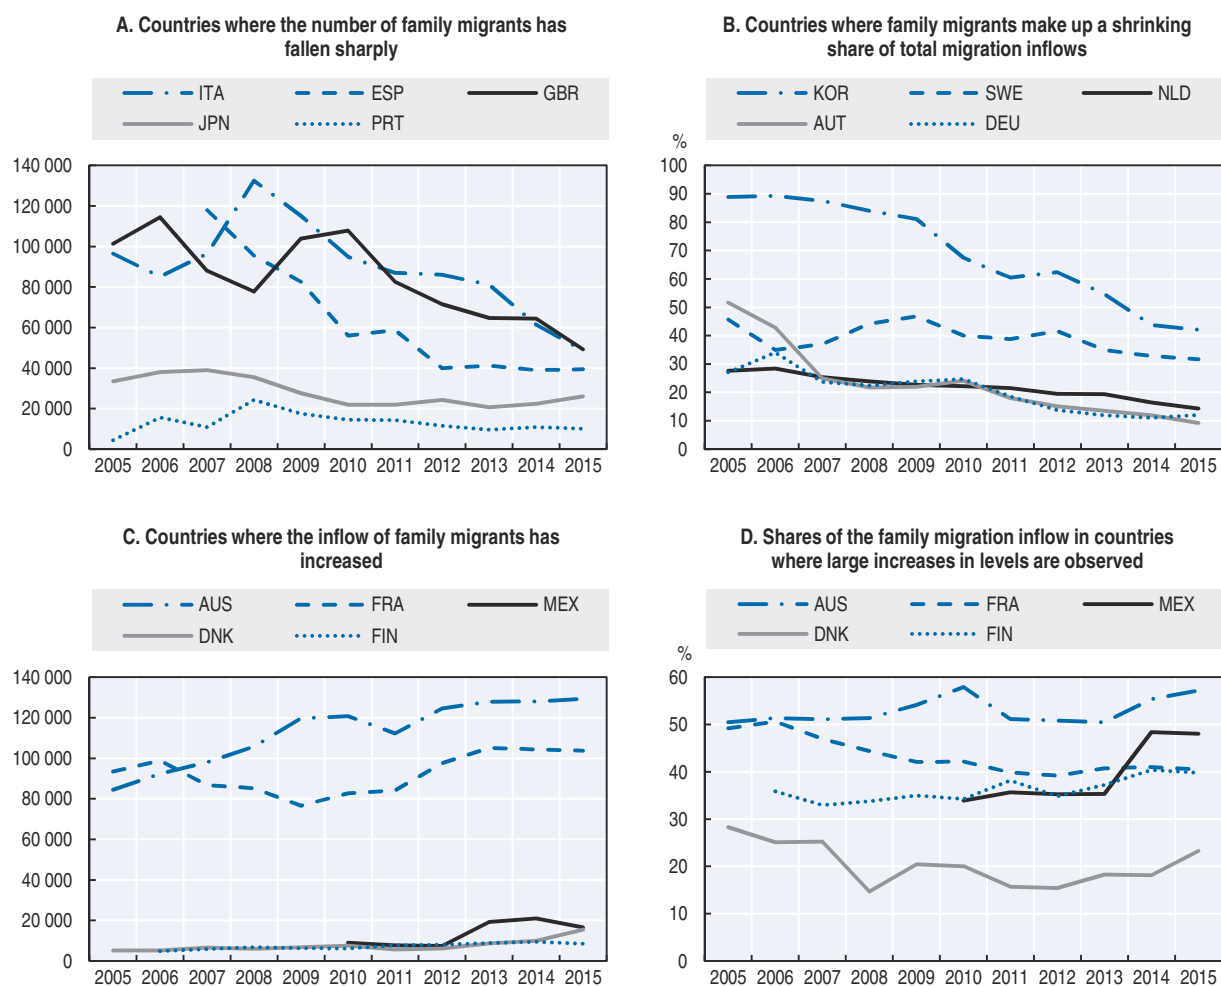 A. Countries where the number of family migrants has
fallen sharply
ITA ESP GBR
JPN PRT
140 000
120 000
100 000
80 000
60 000
40 000
20 000
0
2005 2006 2007 2008 2009 2010 2011 2012 2013 2014 2015
B. Countries where family migrants make up a shrinking
share of total migration inflows
KOR SWE NLD
AUT DEU
%
100
90
80
70
60
50
40
30
20
10
0
2005 2006 2007 2008 2009 2010 2011 2012 2013 2014 2015
C. Countries where the inflow of family migrants has
increased
AUS FRA MEX
DNK FIN
140 000
120 000
100 000
80 000
60 000
40 000
20 000
0
2005 2006 2007 2008 2009 2010 2011 2012 2013 2014 2015
D. Shares of the family migration inflow in countries
where large increases in levels are observed
AUS FRA MEX
DNK FIN
%
60
50
40
30
20
10
0
2005 2006 2007 2008 2009 2010 2011 2012 2013 2014 2015